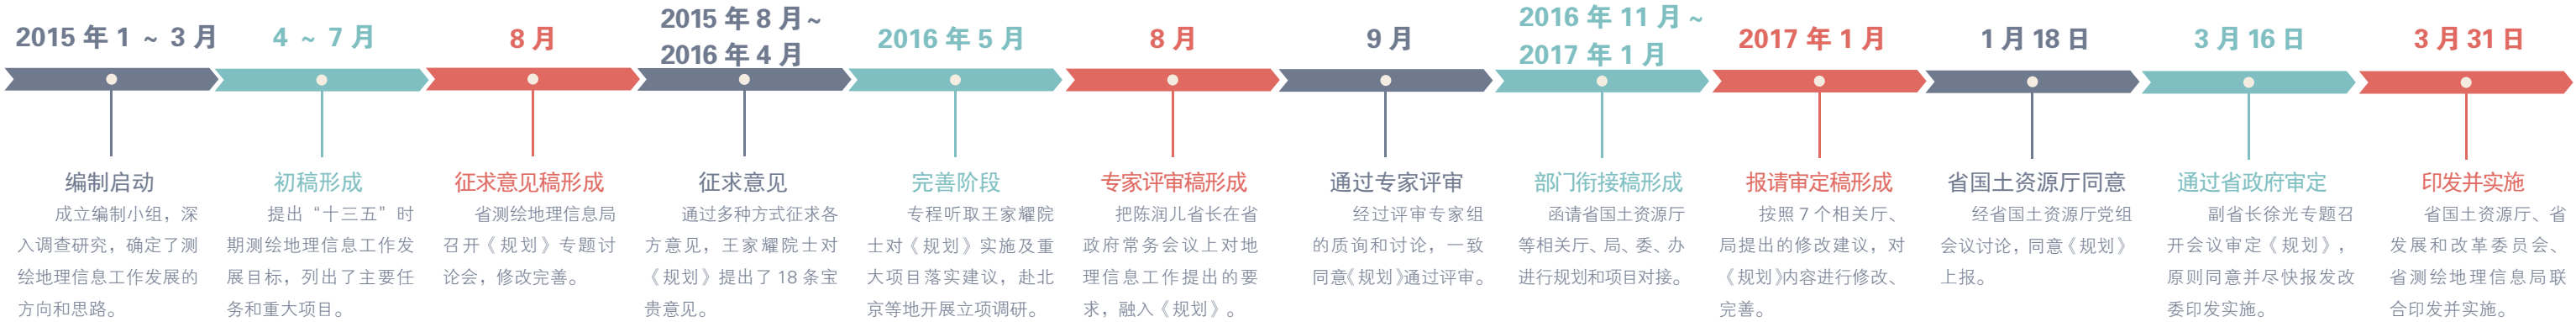 2015 年 1 ~ 3 月
编制启动
成立编制小组，深
入调查研究，确定了测
绘地理信息工作发展的
方向和思路。
4 ~ 7 月
初稿形成
提出“十三五”时
期测绘地理信息工作发
展目标，列出了主要任
务和重大项目。
8 月
征求意见稿形成
省测绘地理信息局
召开《规划》专题讨
论会，修改完善。
2015 年 8 月~
2016 年 4 月
征求意见
通过多种方式征求各
方意见，王家耀院士对
《规划》提出了 18 条宝
贵意见。
2016 年 5 月
完善阶段
专程听取王家耀院
士对《规划》实施及重
大项目落实建议，赴北
京等地开展立项调研。
8 月
专家评审稿形成
把陈润儿省长在省
政府常务会议上对地
理信息工作提出的要
求，融入《规划》。
9 月
通过专家评审
经过评审专家组
的质询和讨论，一致
同意《规划》通过评审。
2016 年 11 月~
2017 年 1 月
部门衔接稿形成
函请省国土资源厅
等相关厅、局、委、办
进行规划和项目对接。
2017 年 1 月
报请审定稿形成
按照 7 个相关厅、
局提出的修改建议，对
《规划》内容进行修改、
完善。
1 月 18 日
省国土资源厅同意
经省国土资源厅党组
会议讨论，同意《规划》
上报。
3 月 16 日
通过省政府审定
副省长徐光专题召
开会议审定《规划》，
原则同意并尽快报发改
委印发实施。
3 月 31 日
印发并实施
省国土资源厅、省
发展和改革委员会、
省测绘地理信息局联
合印发并实施。